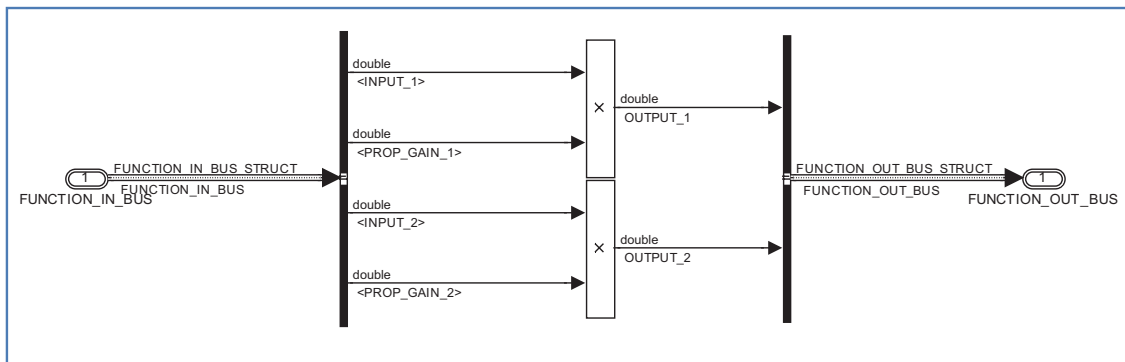 double
<INPUT_1>
double
<PROP_GAIN_1>
×
double
OUTPUT_1
1
FUNCTION_IN_BUS_STRUCT
FUNCTION_IN_BUS
FUNCTION_IN_BUS
double
<INPUT_2>
double
<PROP_GAIN_2>
×
double
OUTPUT_2
FUNCTION_OUT_BUS_STRUCT
FUNCTION_OUT_BUS
1
FUNCTION_OUT_BUS